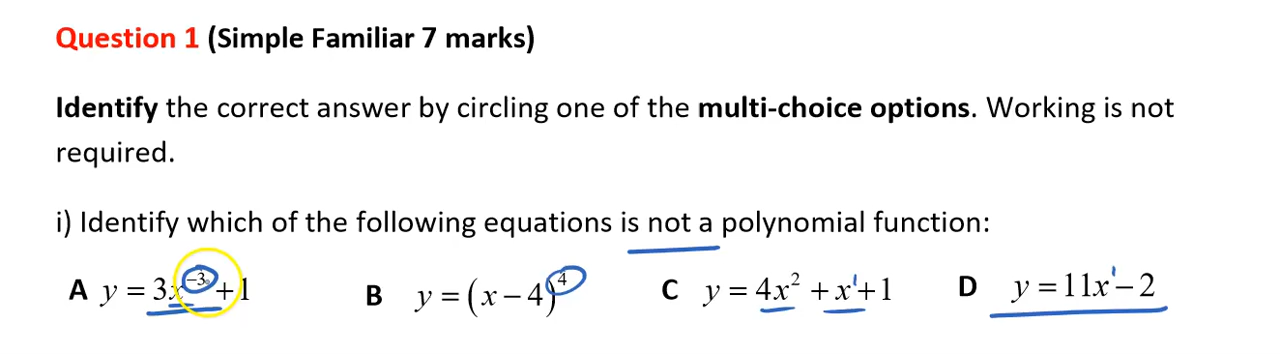 Question 1 (Simple Familiar 7 marks)
Identify the correct answer by circling one of the multi-choice options. Working is not
required.
i) Identify which of the following equations is not a polynomial function:
A y = 3x⁻³ + 1 B y = (x − 4)⁴ C y = 4x² + x¹ + 1 D y = 11x¹ − 2